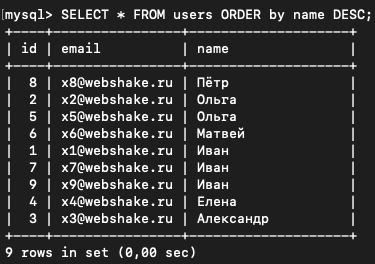 [mysql> SELECT * FROM users ORDER by name DESC;
+----+-----------------+--------------------+
| id | email           | name               |
+----+-----------------+--------------------+
|  8 | x8@webshake.ru | Пётр               |
|  2 | x2@webshake.ru | Ольга              |
|  5 | x5@webshake.ru | Ольга              |
|  6 | x6@webshake.ru | Матвей             |
|  1 | x1@webshake.ru | Иван               |
|  7 | x7@webshake.ru | Иван               |
|  9 | x9@webshake.ru | Иван               |
|  4 | x4@webshake.ru | Елена              |
|  3 | x3@webshake.ru | Александр          |
+----+-----------------+--------------------+
9 rows in set (0,00 sec)